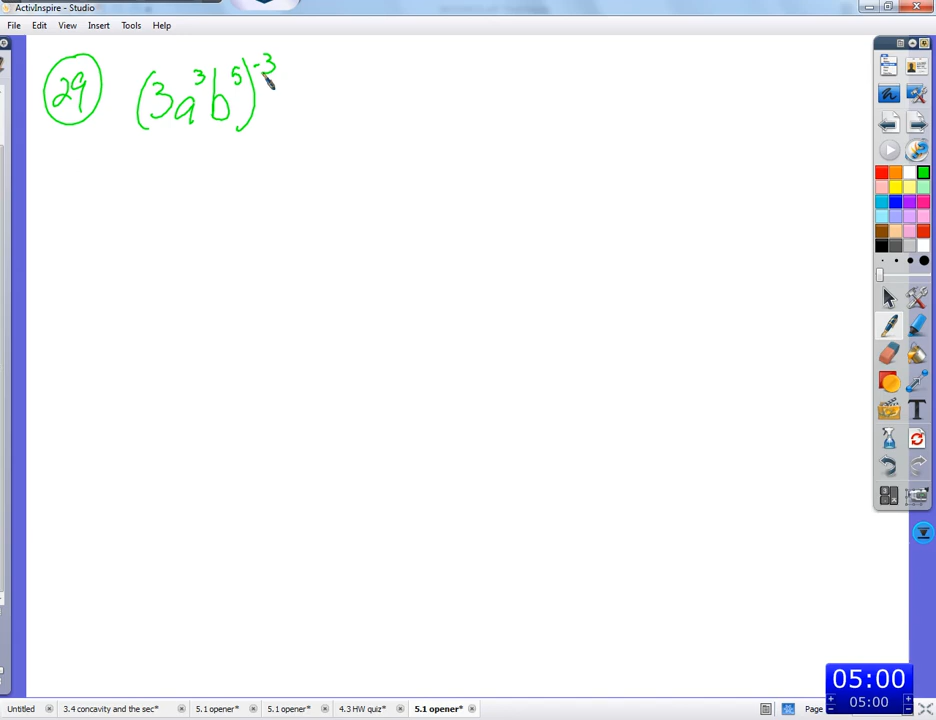 ActivInspire - Studio
File Edit View Insert Tools Help
29 (3a³b⁵)⁻³
05:00
05:00
Untitled 3.4 concavity and the sec* 5.1 opener* 5.1 opener* 4.3 HW quiz* 5.1 opener* Page